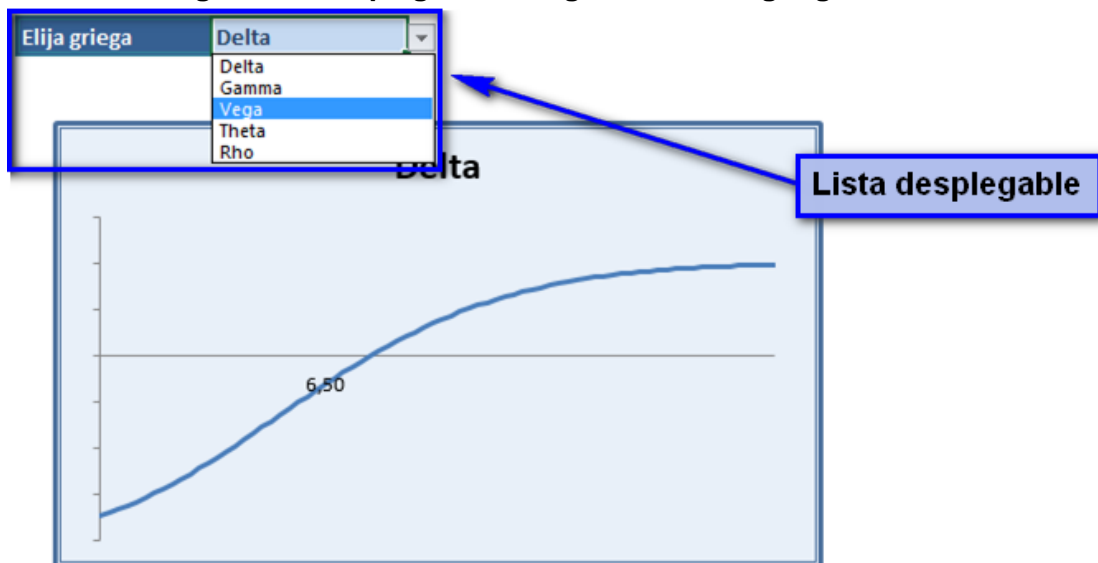 Elija griega Delta
Delta
Gamma
Vega
Theta
Rho
Delta
Lista desplegable
6,50